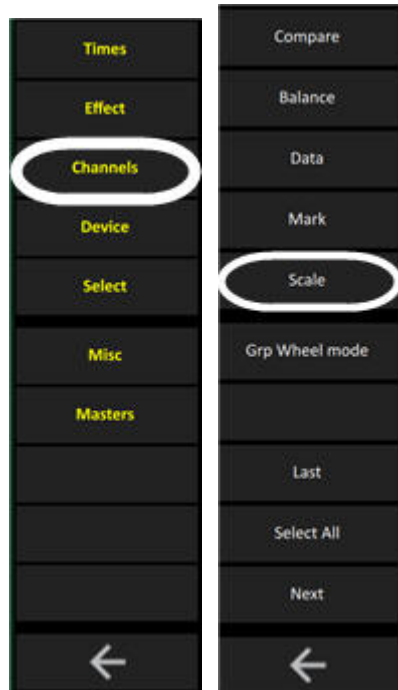 Times
Effect
Channels
Device
Select
Misc
Masters
Compare
Balance
Data
Mark
Scale
Grp Wheel mode
Last
Select All
Next